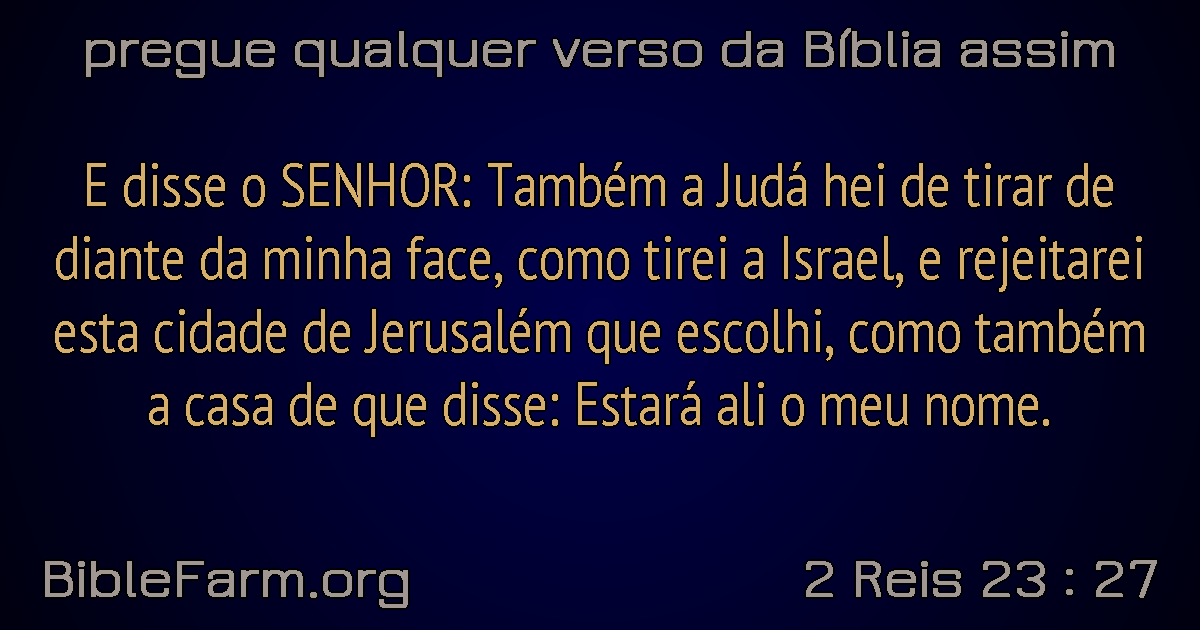 pregue qualquer verso da Bíblia assim
E disse o SENHOR: Também a Judá hei de tirar de
diante da minha face, como tirei a Israel, e rejeitarei
esta cidade de Jerusalém que escolhi, como também
a casa de que disse: Estará ali o meu nome.
BibleFarm.org
2 Reis 23 : 27